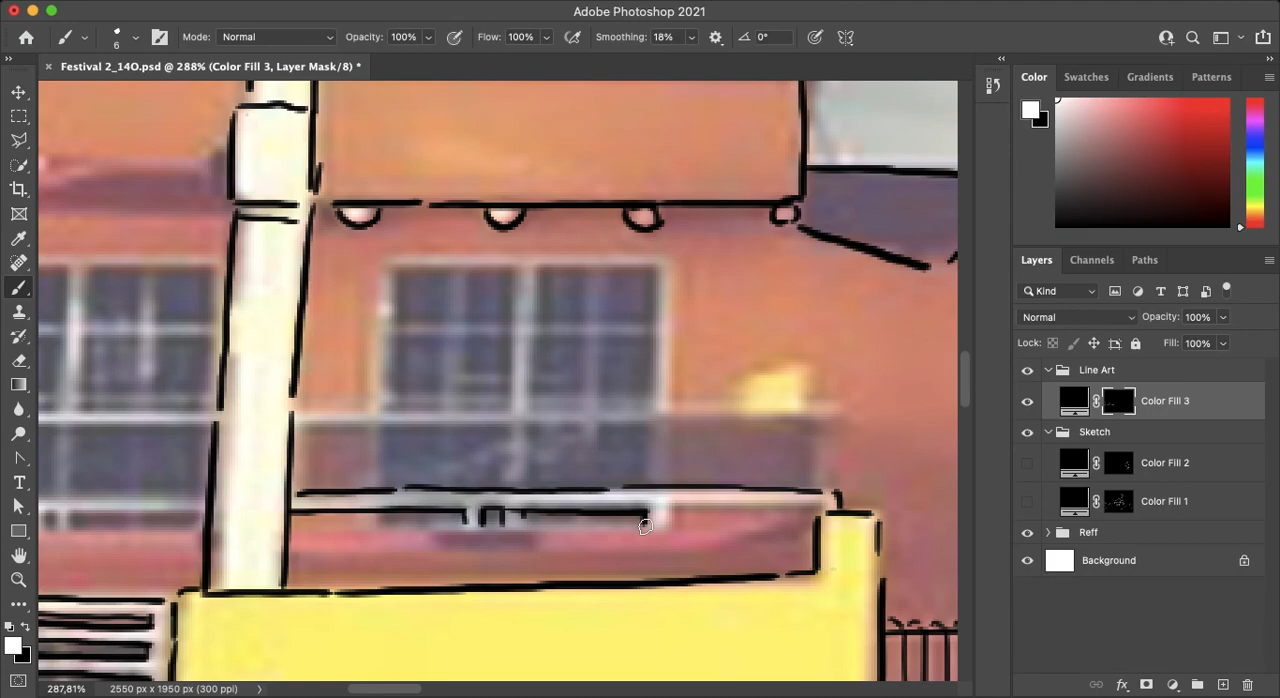 Adobe Photoshop 2021
6
Mode: Normal
Opacity: 100%
Flow: 100%
Smoothing: 18%
0°
Festival 2_14O.psd @ 288% (Color Fill 3, Layer Mask/8) *
Color
Swatches
Gradients
Patterns
Layers
Channels
Paths
Kind
Normal
Opacity: 100%
Lock:
Fill: 100%
Line Art
Color Fill 3
Sketch
Color Fill 2
Color Fill 1
Reff
Background
287,81%
2550 px x 1950 px (300 ppi)